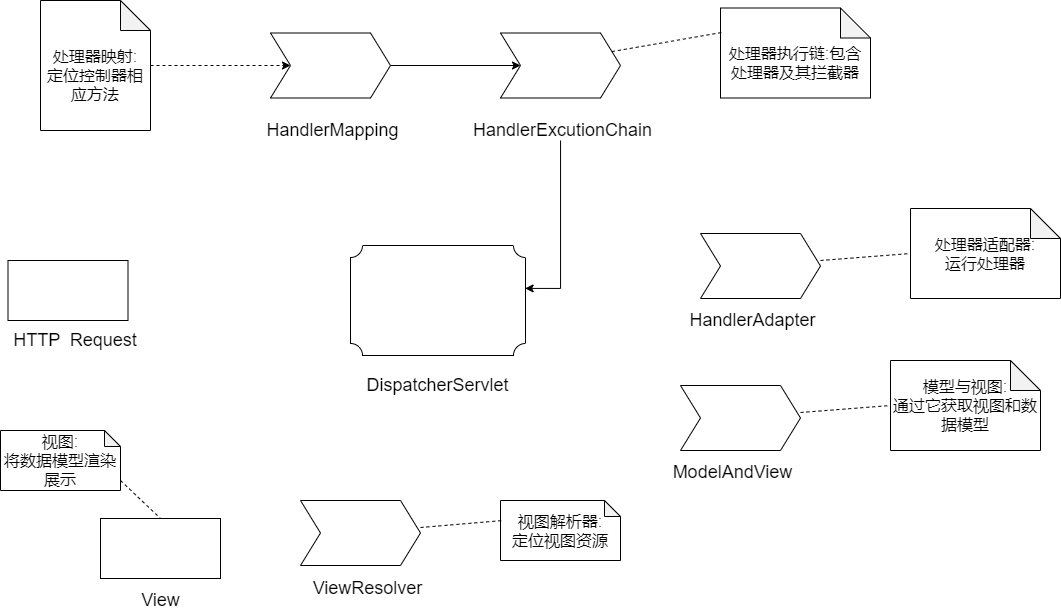 处理器映射:
定位控制器相
应方法
处理器执行链:包含
处理器及其拦截器
HandlerMapping
HandlerExcutionChain
处理器适配器:
运行处理器
HandlerAdapter
HTTP Request
DispatcherServlet
模型与视图:
通过它获取视图和数
据模型
ModelAndView
视图:
将数据模型渲染
展示
视图解析器:
定位视图资源
ViewResolver
View